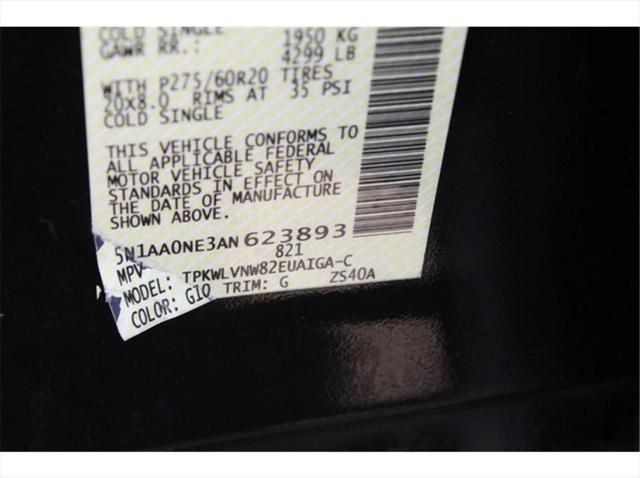 COLD SINGLE 1950 KG
GAWR RR.: 4299 LB
WITH P275/60R20 TIRES
20X8.0 RIMS AT 35 PSI
COLD SINGLE
THIS VEHICLE CONFORMS TO
ALL APPLICABLE FEDERAL
MOTOR VEHICLE SAFETY
STANDARDS IN EFFECT ON
THE DATE OF MANUFACTURE
SHOWN ABOVE.
5N1AA0NE3AN623893
MPV 821
MODEL: TPKWLVNW82EUAIGA-C
COLOR: G10 TRIM: G ZS40A